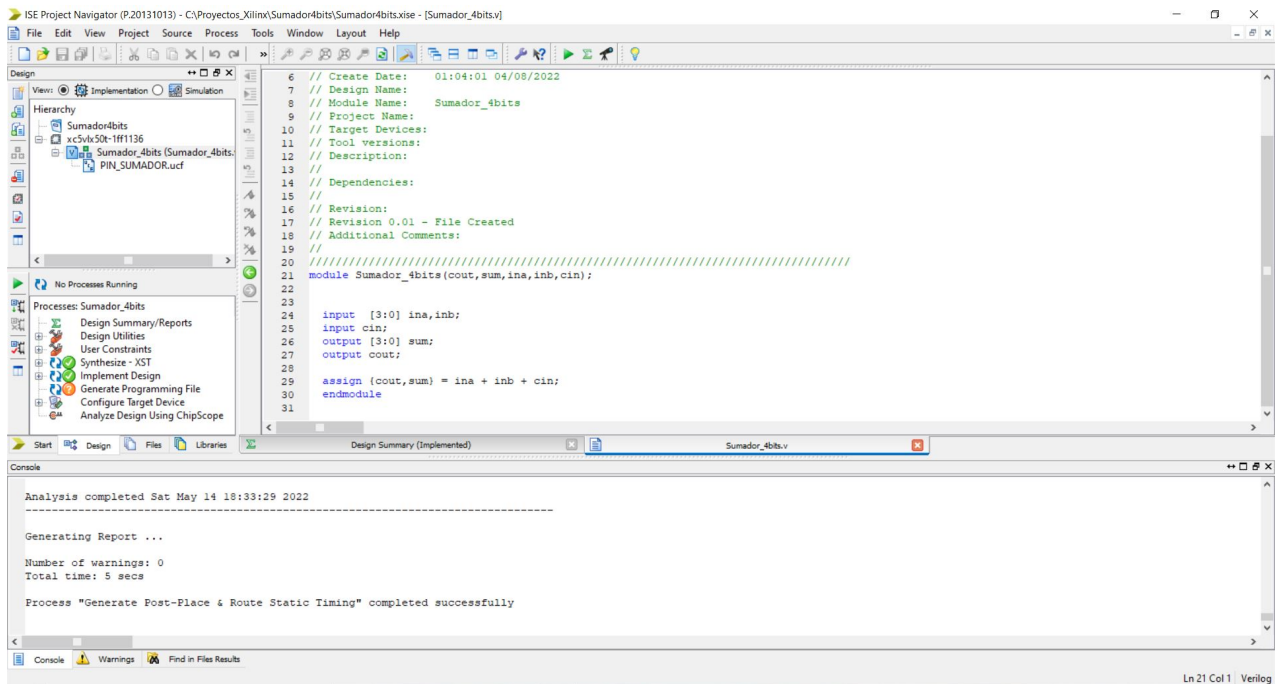 ISE Project Navigator (P.20131013) - C:\Proyectos_Xilinx\Sumador4bits\Sumador4bits.xise - [Sumador_4bits.v]
File Edit View Project Source Process Tools Window Layout Help
Design
View: Implementation Simulation
Hierarchy
Sumador4bits
xc5vlx50t-1ff1136
Sumador_4bits (Sumador_4bits.
PIN_SUMADOR.ucf
No Processes Running
Processes: Sumador_4bits
Design Summary/Reports
Design Utilities
User Constraints
Synthesize - XST
Implement Design
Generate Programming File
Configure Target Device
Analyze Design Using ChipScope
Start Design Files Libraries
6 // Create Date: 01:04:01 04/08/2022
7 // Design Name:
8 // Module Name: Sumador_4bits
9 // Project Name:
10 // Target Devices:
11 // Tool versions:
12 // Description:
13 //
14 // Dependencies:
15 //
16 // Revision:
17 // Revision 0.01 - File Created
18 // Additional Comments:
19 //
20 //////////////////////////////////////////////////////////////////////////////////
21 module Sumador_4bits(cout,sum,ina,inb,cin);
22
23
24 input [3:0] ina,inb;
25 input cin;
26 output [3:0] sum;
27 output cout;
28
29 assign {cout,sum} = ina + inb + cin;
30 endmodule
31
Design Summary (Implemented) Sumador_4bits.v
Console
Analysis completed Sat May 14 18:33:29 2022
--------------------------------------------------------------------------------
Generating Report ...
Number of warnings: 0
Total time: 5 secs
Process "Generate Post-Place & Route Static Timing" completed successfully
Console Warnings Find in Files Results
Ln 21 Col 1 Verilog